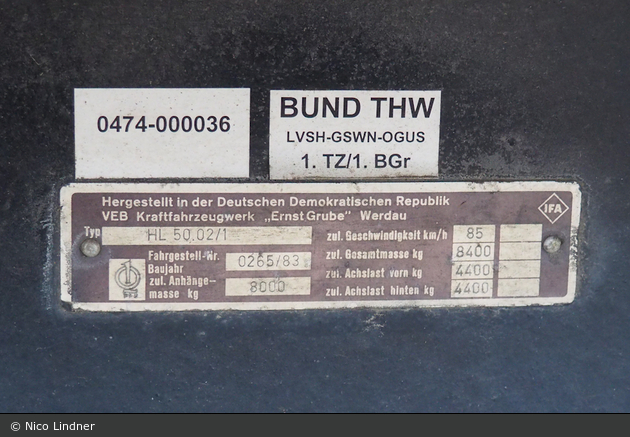 0474-000036
BUND THW
LVSH-GSWN-OGUS
1. TZ/1. BGr
Hergestellt in der Deutschen Demokratischen Republik
VEB Kraftfahrzeugwerk „Ernst Grube" Werdau
IFA
Typ HL 50.02/1 zul. Geschwindigkeit km/h 85
Fahrgestell-Nr. 0265/83 zul. Gesamtmasse kg 8400
Baujahr
zul. Anhänge- zul. Achslast vorn kg 4400
masse kg 8000 zul. Achslast hinten kg 4400
© Nico Lindner